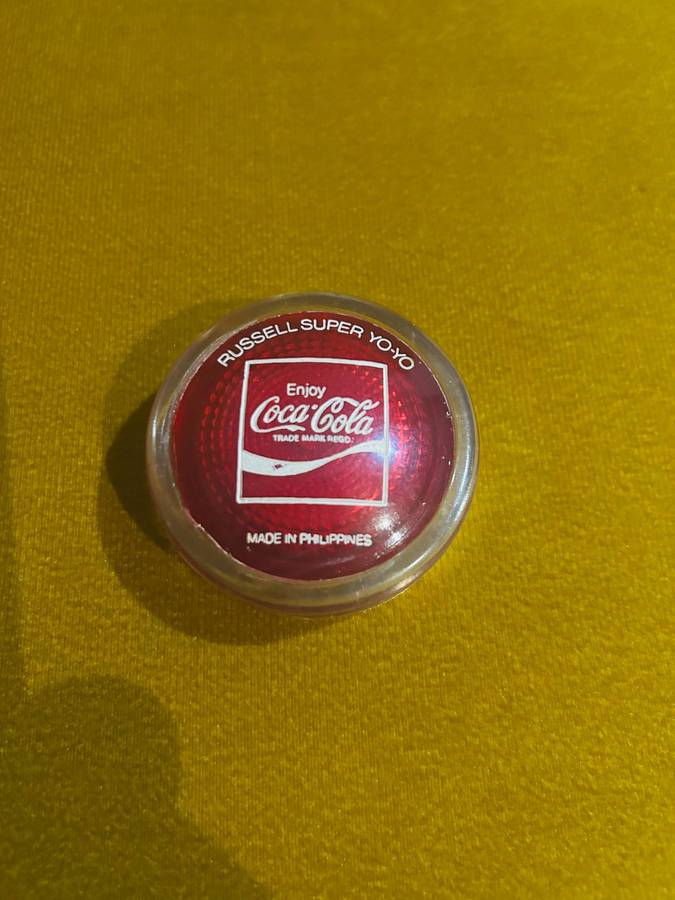 RUSSELL SUPER YO-YO
Enjoy
Coca-Cola
TRADE MARK REGD.
MADE IN PHILIPPINES